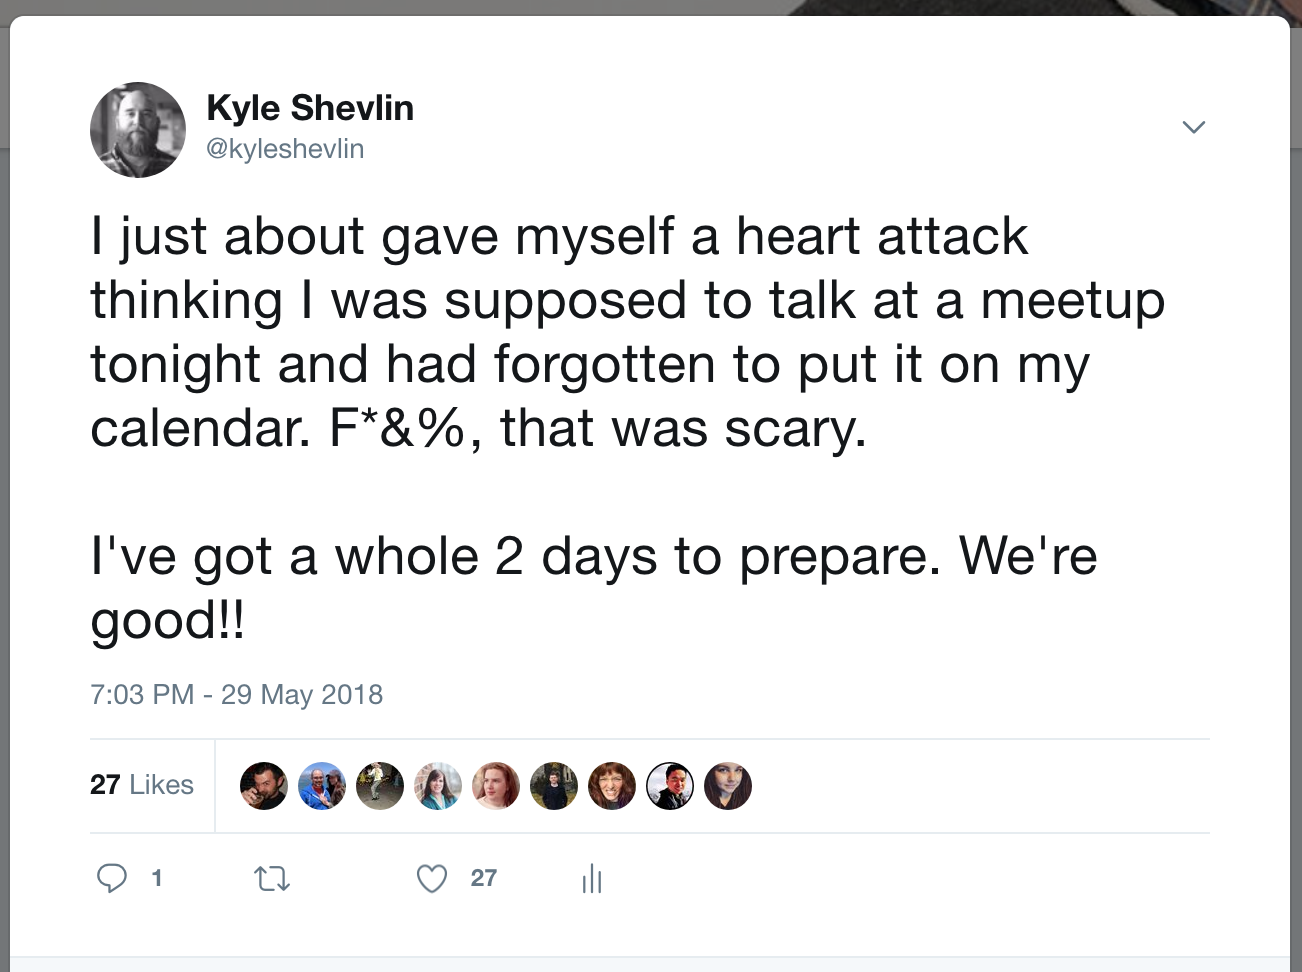 Kyle Shevlin
@kyleshevlin
I just about gave myself a heart attack
thinking I was supposed to talk at a meetup
tonight and had forgotten to put it on my
calendar. F*&%, that was scary.
I've got a whole 2 days to prepare. We're
good!!
7:03 PM - 29 May 2018
27 Likes
1 27